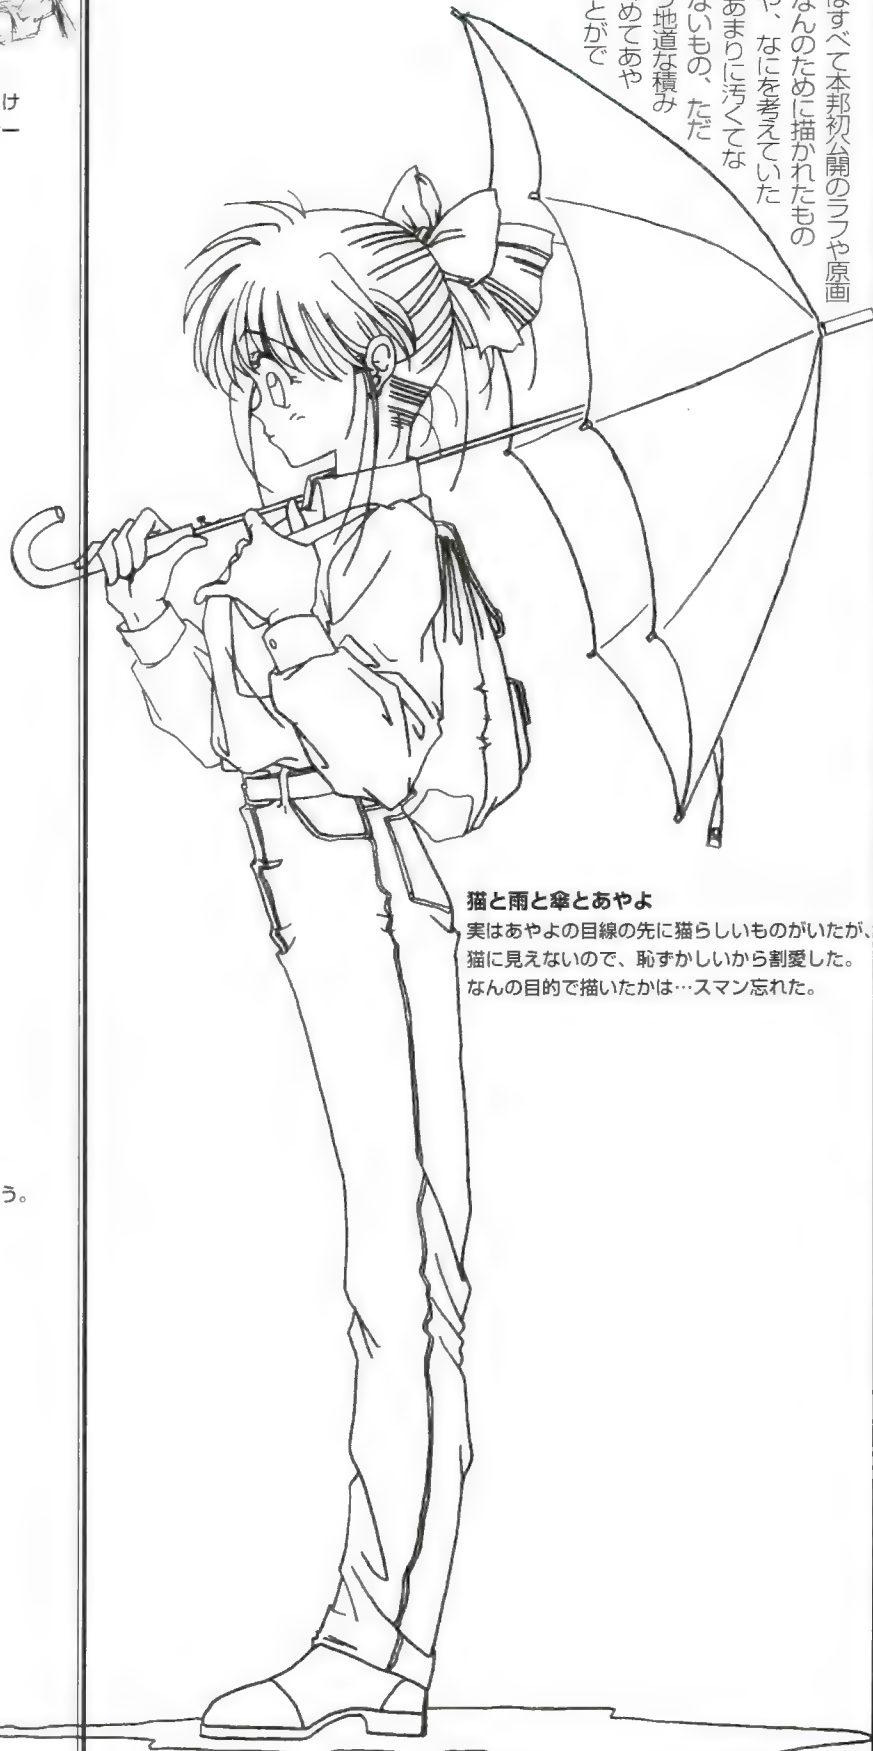 はすべて本邦初公開のラフや原画
なんのために描かれたもの
や、なにを考えていた
あまりに汚くてな
ないもの、ただ
う地道な積み
めてあや
とがで
け
ー
猫と雨と傘とあやよ
実はあやよの目線の先に猫らしいものがいたが、
猫に見えないので、恥ずかしいから割愛した。
なんの目的で描いたかは…スマン忘れた。
う。